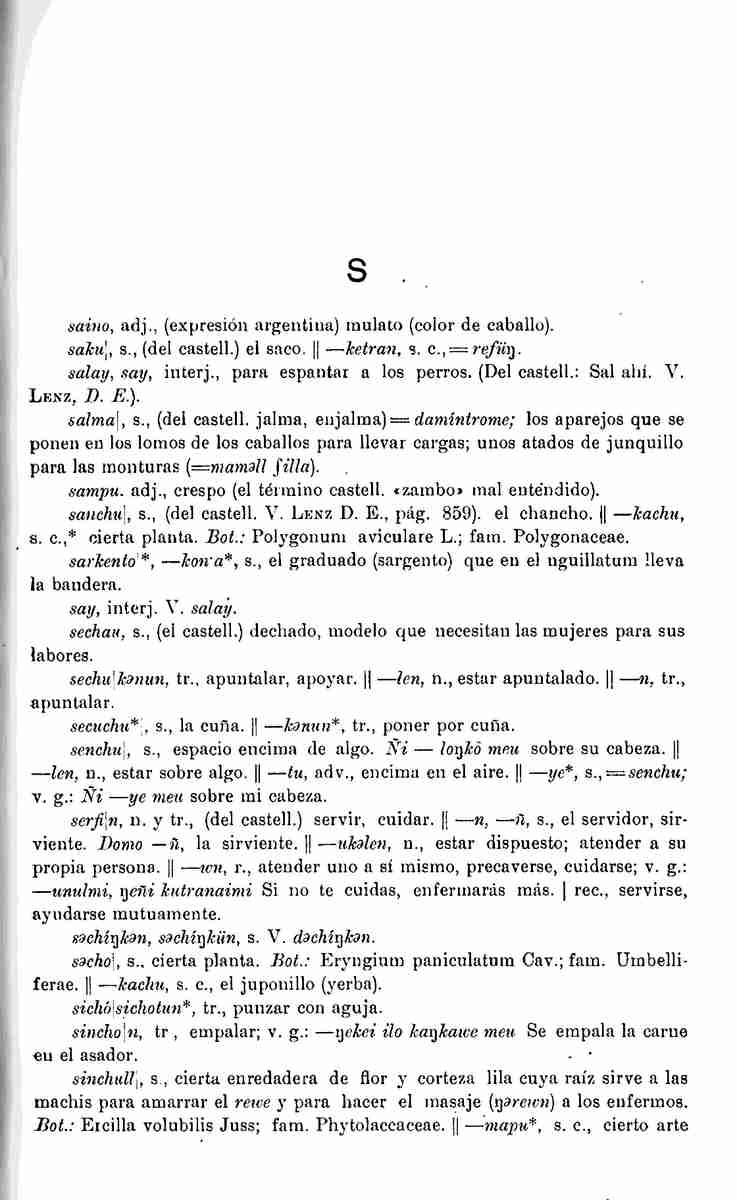 S
saino, adj., (expresión argentina) mulato (color de caballo).
saku|, s., (del castell.) el saco. || —ketran, s. c., = refüŋ.
salay, say, interj., para espantar a los perros. (Del castell.: Sal ahí. V.
LENZ, D. E.).
salma|, s., (del castell. jalma, enjalma) = damíntrome; los aparejos que se
ponen en los lomos de los caballos para llevar cargas; unos atados de junquillo
para las monturas (=maməll ʃilla).
sampu. adj., crespo (el término castell. «zambo» mal entendido).
sanchu|, s., (del castell. V. LENZ D. E., pág. 859). el chancho. || —kachu,
s. c.,* cierta planta. Bot.: Polygonum aviculare L.; fam. Polygonaceae.
sarkento|*, —kona*, s., el graduado (sargento) que en el nguillatum lleva
la bandera.
say, interj. V. salay.
sechau, s., (el castell.) dechado, modelo que necesitan las mujeres para sus
labores.
sechu|kənun, tr., apuntalar, apoyar. || —len, n., estar apuntalado. || —n, tr.,
apuntalar.
secuchu*|, s., la cuña. || —kənun*, tr., poner por cuña.
senchu|, s., espacio encima de algo. Ñi — loŋkô meu sobre su cabeza. ||
—len, n., estar sobre algo. || —tu, adv., encima en el aire. || —ye*, s., = senchu;
v. g.: Ñi —ye meu sobre mi cabeza.
serfi|n, n. y tr., (del castell.) servir, cuidar. || —n, —ñ, s., el servidor, sir-
viente. Domo —ñ, la sirviente. || —ukəlen, n., estar dispuesto; atender a su
propia persona. || —wn, r., atender uno a sí mismo, precaverse, cuidarse; v. g.:
—unulmi, ŋeñi kutranaimi Si no te cuidas, enfermarás más. | rec., servirse,
ayudarse mutuamente.
səchíŋkən, səchíŋkün, s. V. dəchíŋkən.
səcho|, s., cierta planta. Bot.: Eryngium paniculatum Cav.; fam. Umbelli-
ferae. || —kachu, s. c., el juponillo (yerba).
sichó|sichotun*, tr., punzar con aguja.
sincho|n, tr , empalar; v. g.: —ŋekei ilo kaŋkawe meu Se empala la carne
en el asador.
sinchull|, s., cierta enredadera de flor y corteza lila cuya raíz sirve a las
machis para amarrar el rewe y para hacer el masaje (ŋərewn) a los enfermos.
Bot.: Ercilla volubilis Juss; fam. Phytolaccaceae. || —mapu*, s. c., cierto arte